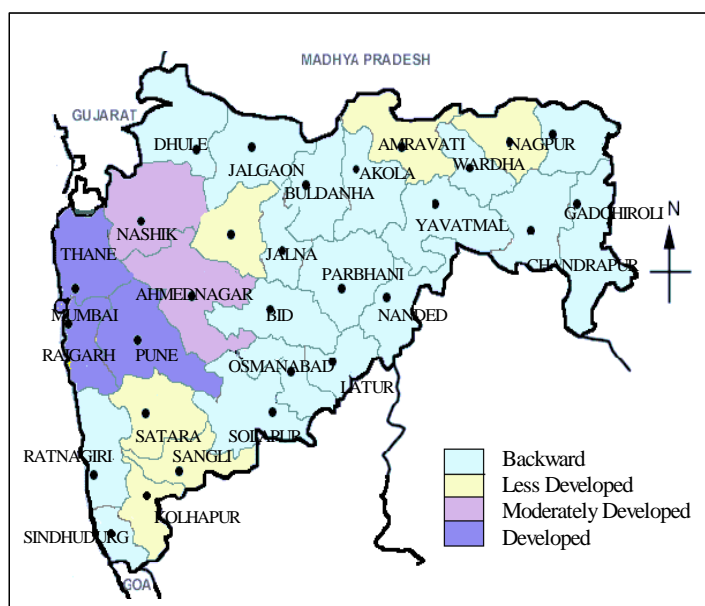 MADHYA PRADESH
GUJARAT
DHULE
JALGAON
BULDANHA
AKOLA
AMRAVATI
WARDHA
NAGPUR
NASHIK
JALNA
YAVATMAL
GADCHIROLI
N
THANE
PARBHANI
CHANDRAPUR
AHMEDNAGAR
MUMBAI
BID
NANDED
RAIGARH
PUNE
OSMANABAD
LATUR
SATARA
SOLAPUR
RATNAGIRI
SANGLI
KOLHAPUR
SINDHUDURG
GOA
Backward
Less Developed
Moderately Developed
Developed